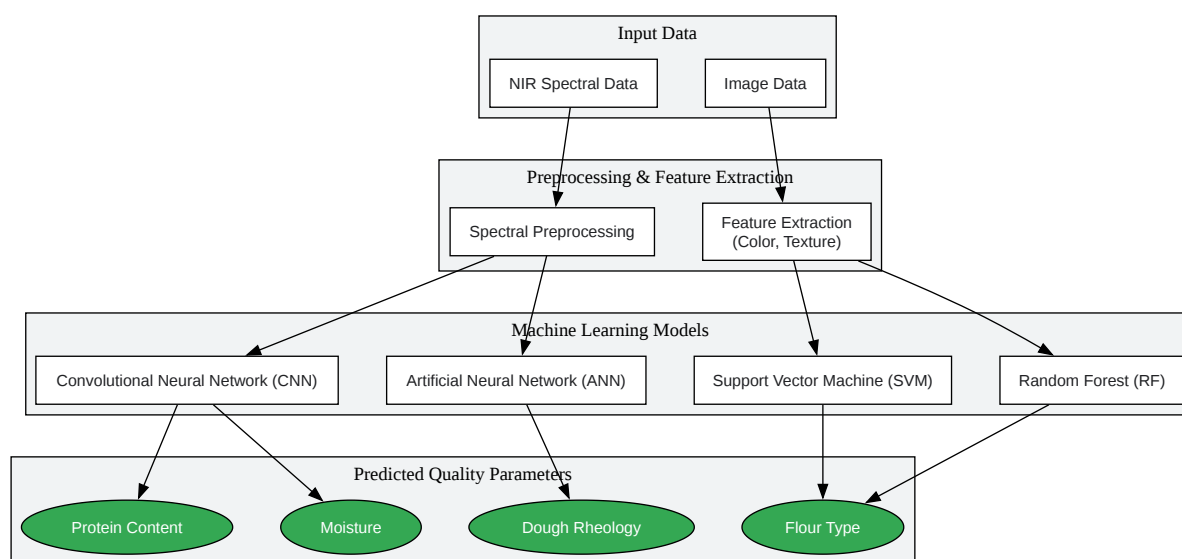 Input Data
NIR Spectral Data
Image Data
Preprocessing & Feature Extraction
Spectral Preprocessing
Feature Extraction
(Color, Texture)
Machine Learning Models
Convolutional Neural Network (CNN)
Artificial Neural Network (ANN)
Support Vector Machine (SVM)
Random Forest (RF)
Predicted Quality Parameters
Protein Content
Moisture
Dough Rheology
Flour Type